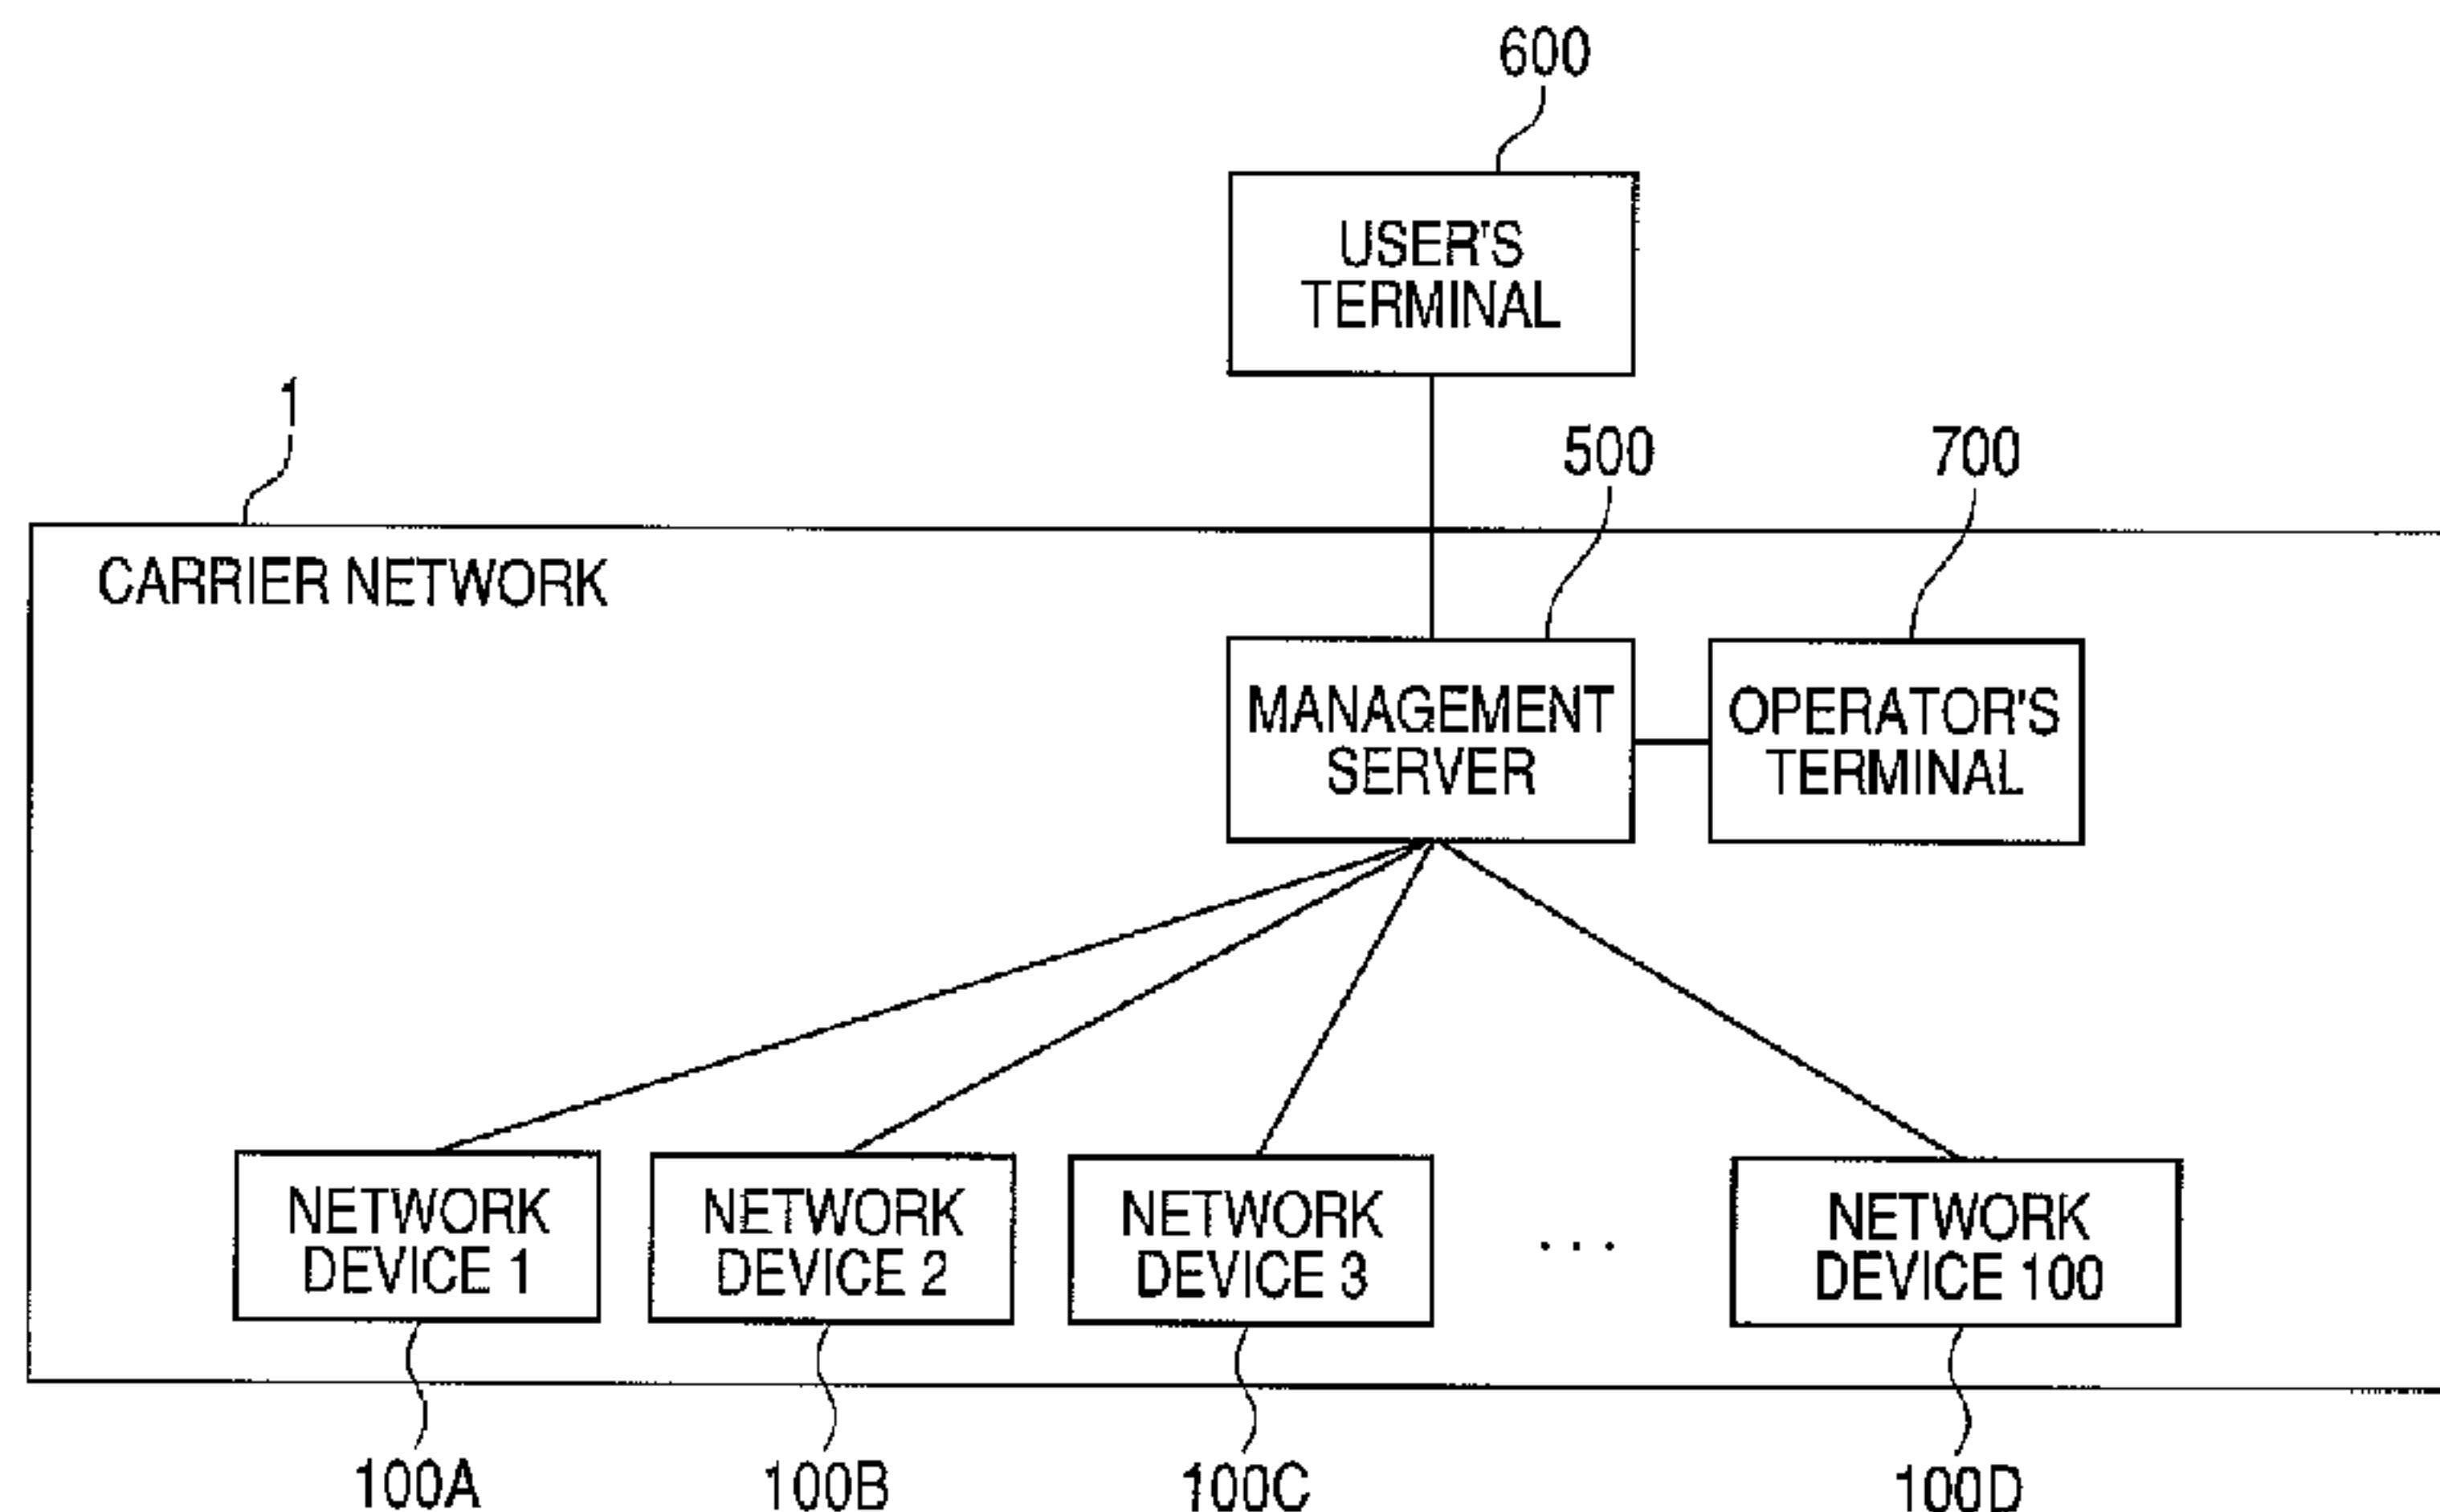 600
USER'S
TERMINAL
1
500
700
CARRIER NETWORK
MANAGEMENT
SERVER
OPERATOR'S
TERMINAL
NETWORK
DEVICE 1
NETWORK
DEVICE 2
NETWORK
DEVICE 3
...
NETWORK
DEVICE 100
100A
100B
100C
100D